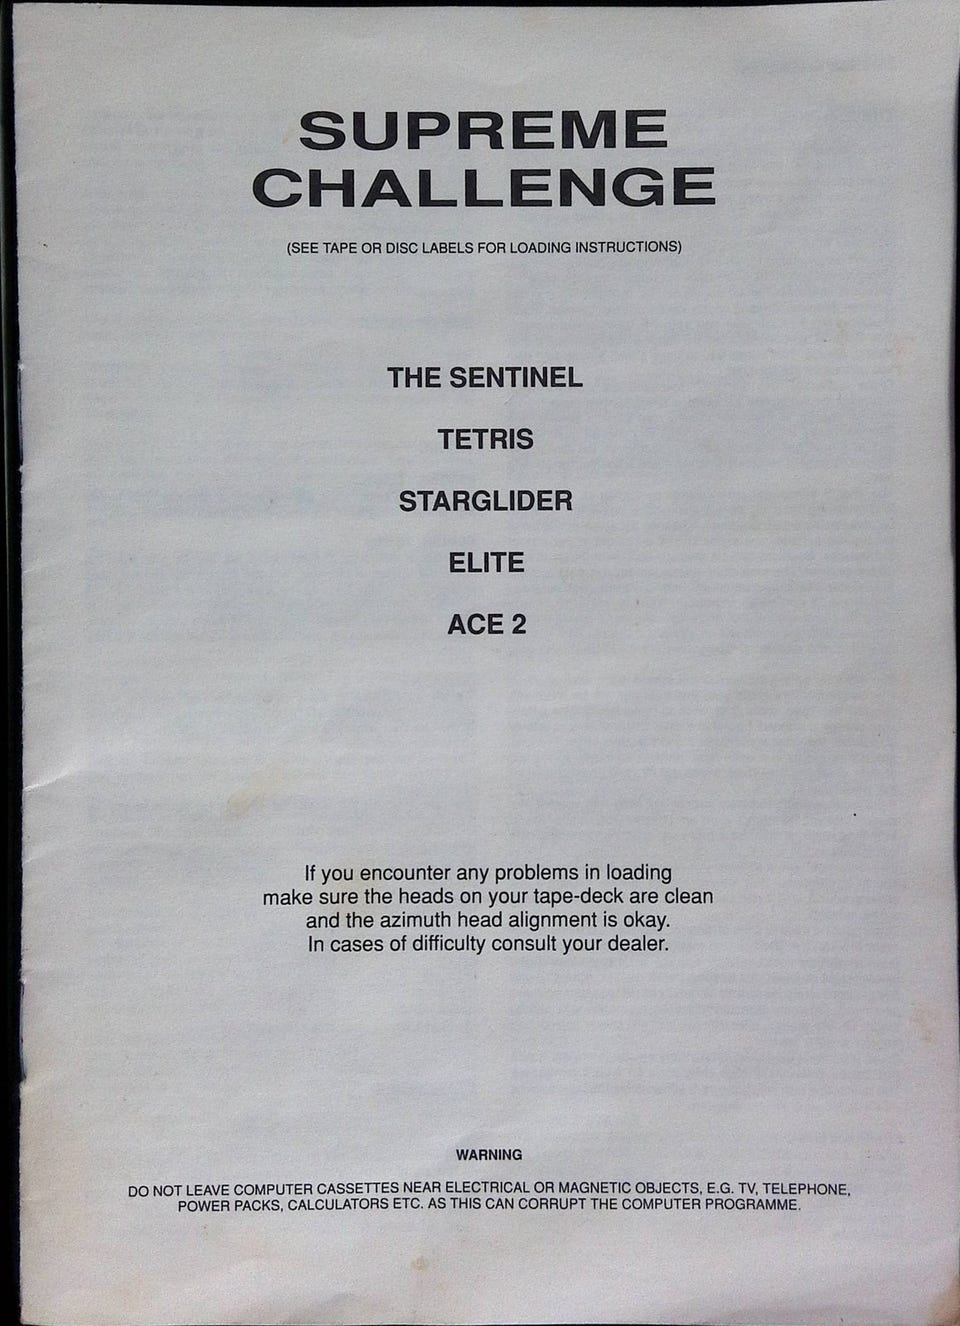 SUPREME
CHALLENGE
(SEE TAPE OR DISC LABELS FOR LOADING INSTRUCTIONS)
THE SENTINEL
TETRIS
STARGLIDER
ELITE
ACE 2
If you encounter any problems in loading
make sure the heads on your tape-deck are clean
and the azimuth head alignment is okay.
In cases of difficulty consult your dealer.
WARNING
DO NOT LEAVE COMPUTER CASSETTES NEAR ELECTRICAL OR MAGNETIC OBJECTS, E.G. TV, TELEPHONE,
POWER PACKS, CALCULATORS ETC. AS THIS CAN CORRUPT THE COMPUTER PROGRAMME.